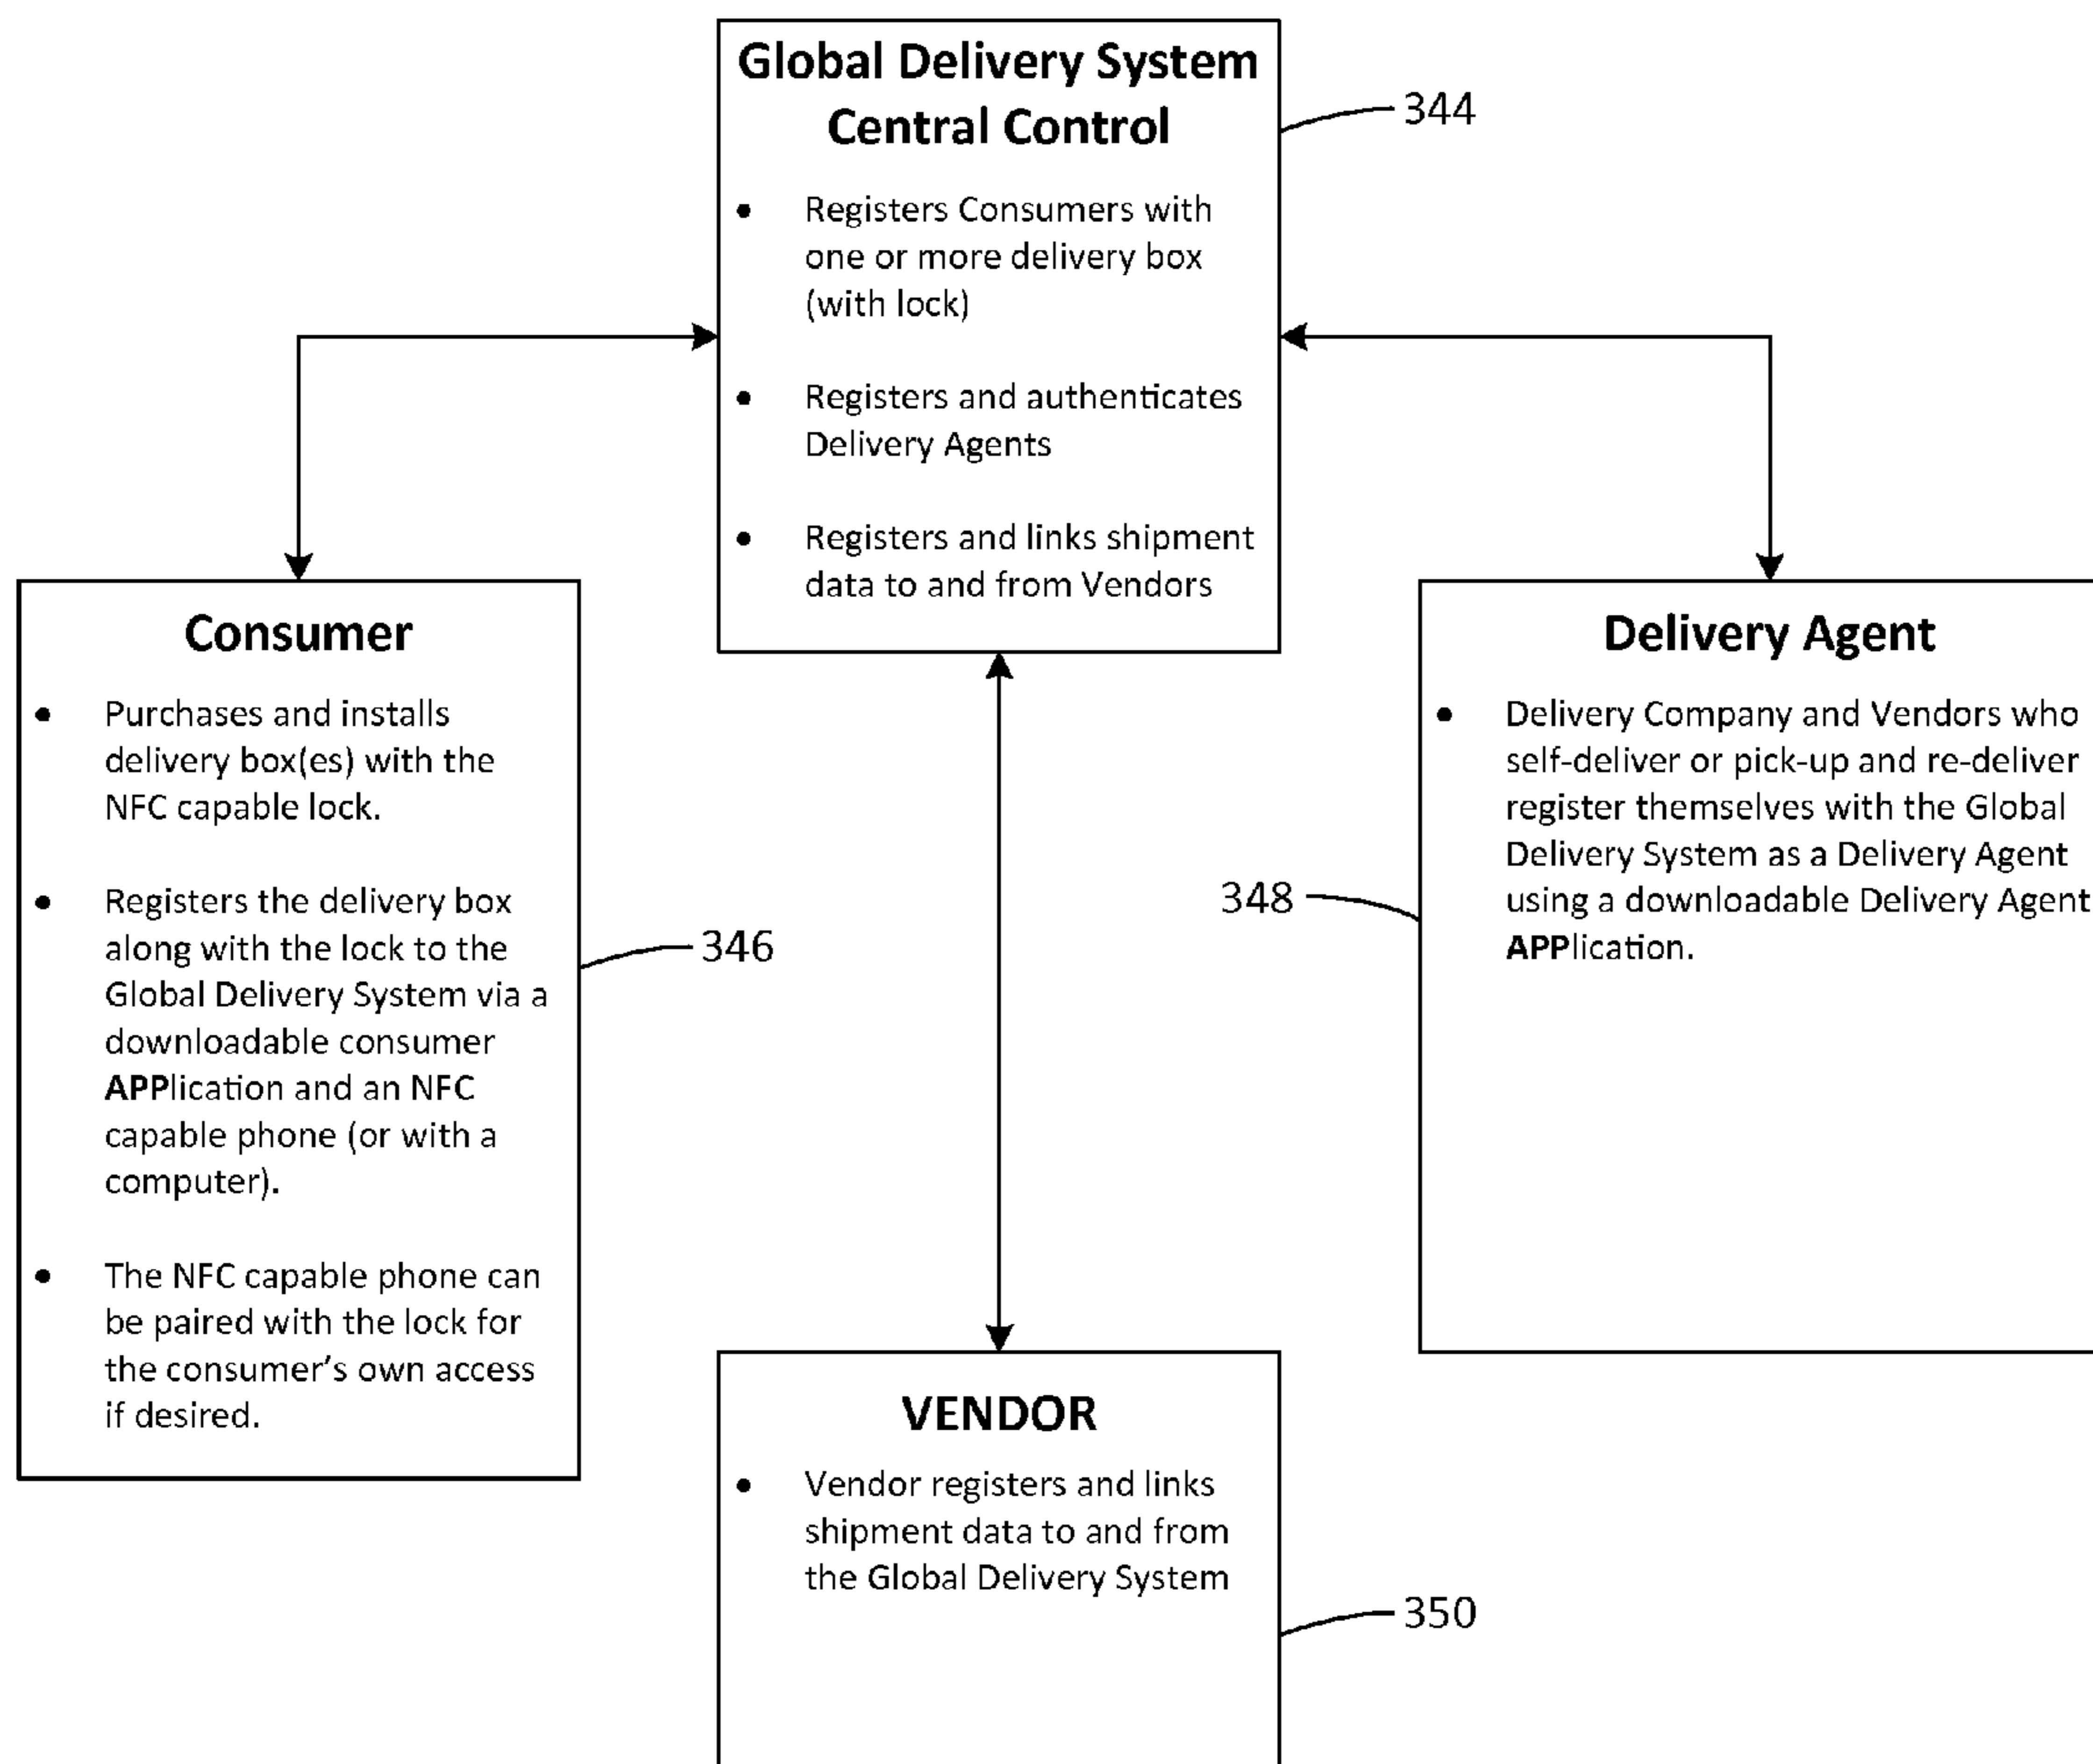 Global Delivery System
Central Control
• Registers Consumers with
one or more delivery box
(with lock)
• Registers and authenticates
Delivery Agents
• Registers and links shipment
data to and from Vendors
344
Consumer
• Purchases and installs
delivery box(es) with the
NFC capable lock.
• Registers the delivery box
along with the lock to the
Global Delivery System via a
downloadable consumer
APPlication and an NFC
capable phone (or with a
computer).
• The NFC capable phone can
be paired with the lock for
the consumer’s own access
if desired.
346
Delivery Agent
• Delivery Company and Vendors who
self-deliver or pick-up and re-deliver
register themselves with the Global
Delivery System as a Delivery Agent
using a downloadable Delivery Agent
APPlication.
348
VENDOR
• Vendor registers and links
shipment data to and from
the Global Delivery System
350